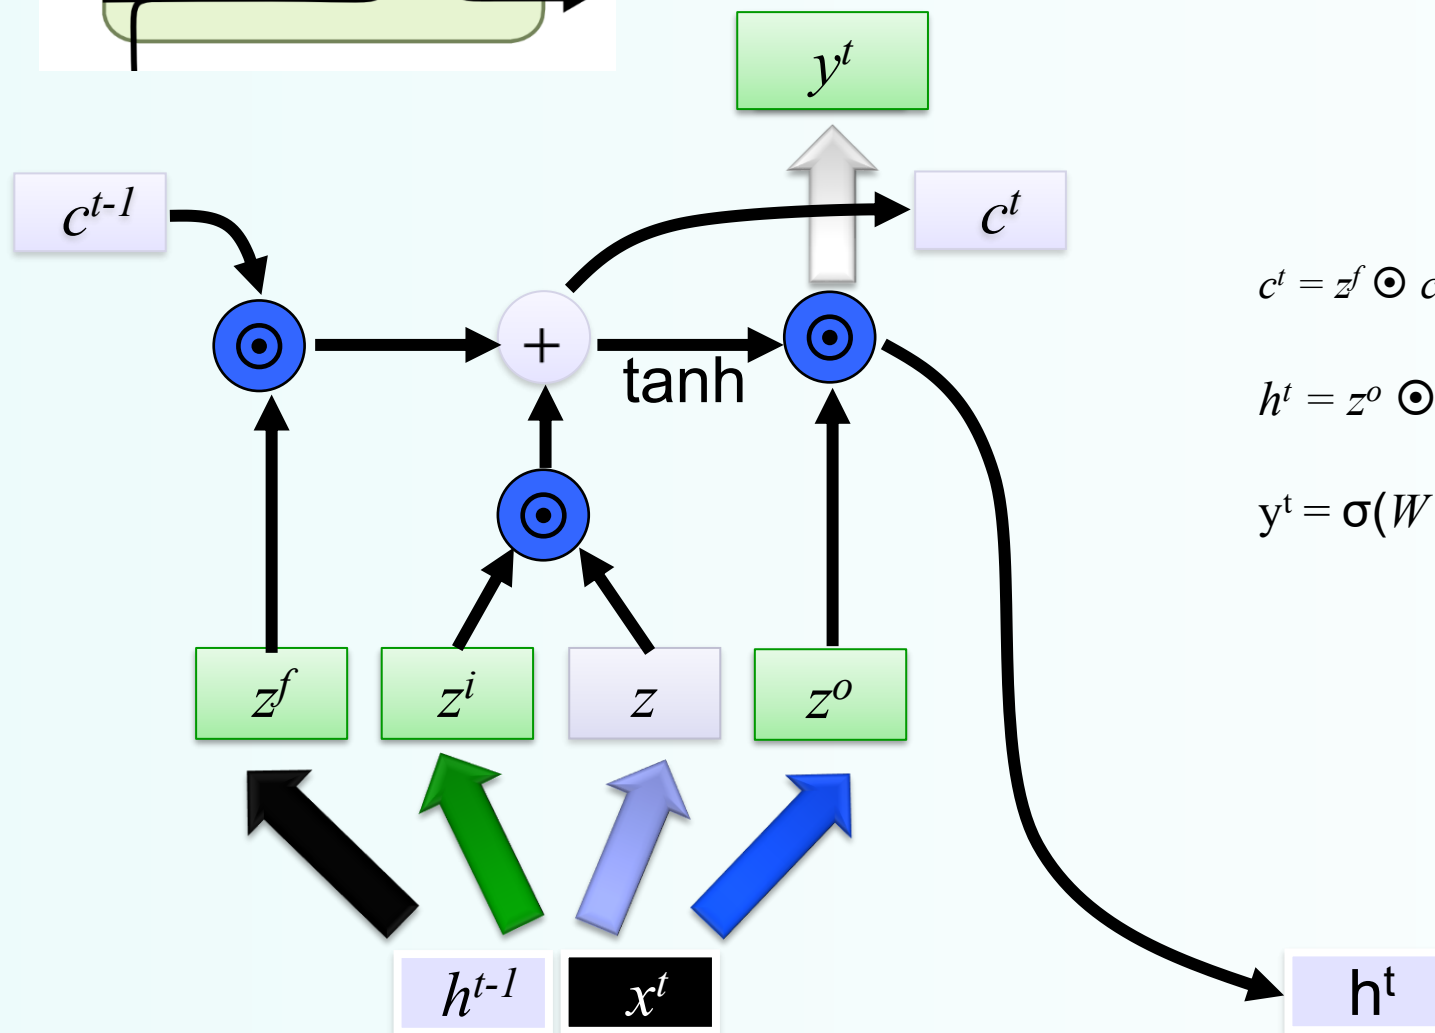 y^t
c^{t-1}
c^t
c^t = z^f ⊙ c
+
tanh
h^t = z^o ⊙
y^t = σ(W
z^f
z^i
z
z^o
h^{t-1}
x^t
h^t